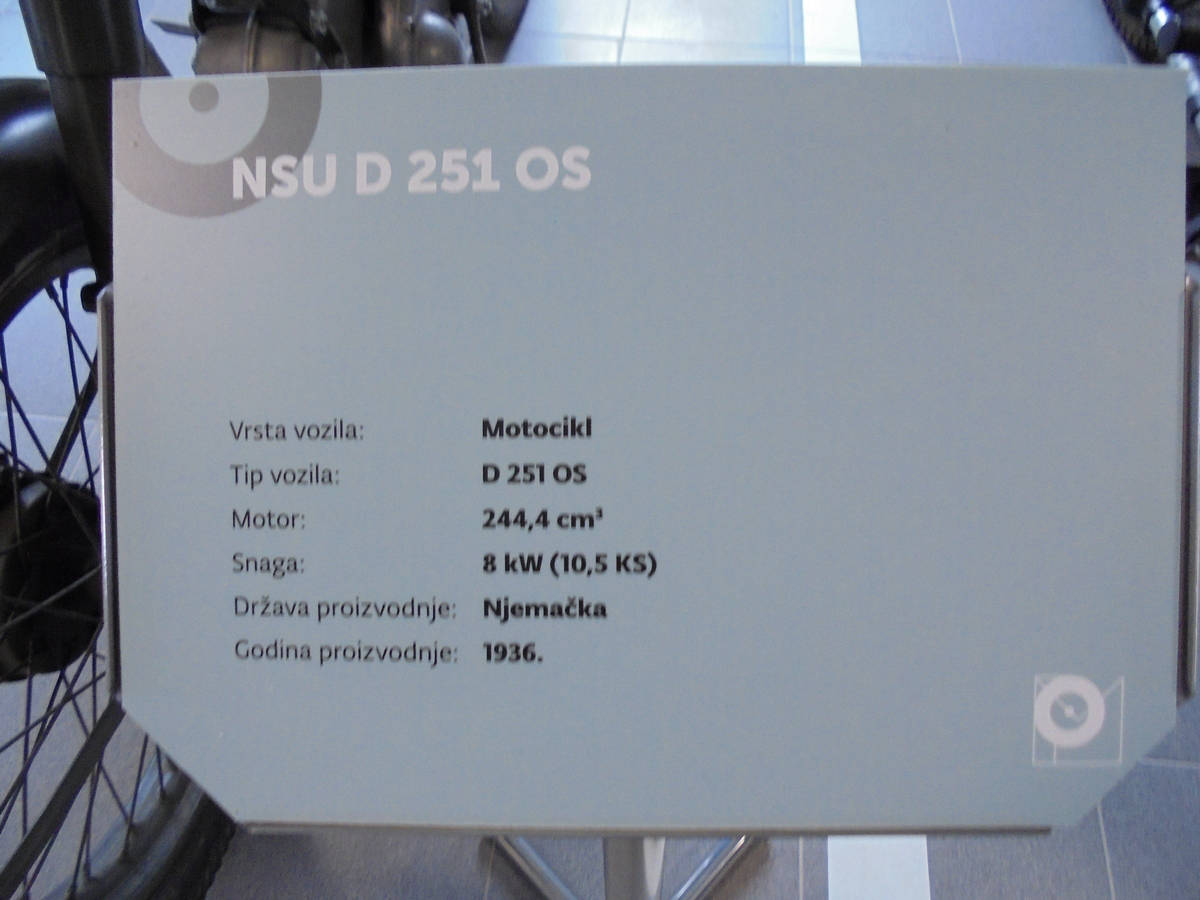 NSU D 251 OS
Vrsta vozila: Motocikl
Tip vozila: D 251 OS
Motor: 244,4 cm³
Snaga: 8 kW (10,5 KS)
Država proizvodnje: Njemačka
Godina proizvodnje: 1936.